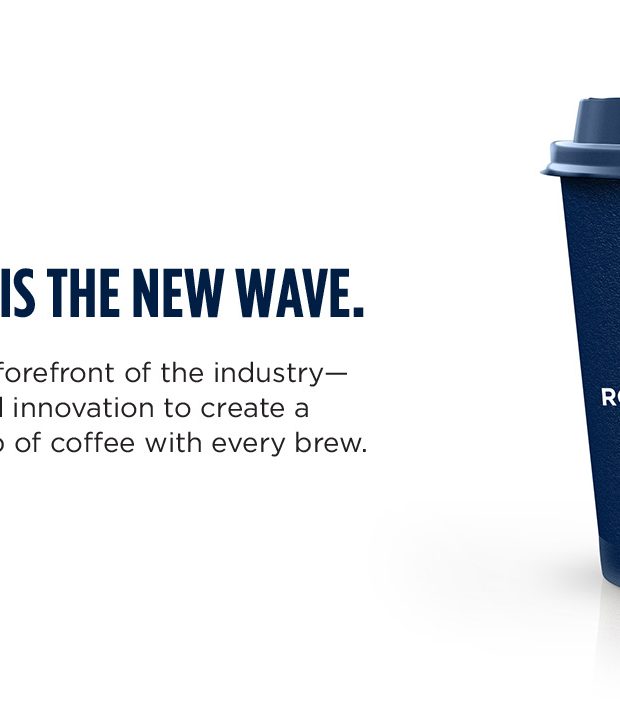 IS THE NEW WAVE.
forefront of the industry—
innovation to create a
of coffee with every brew.